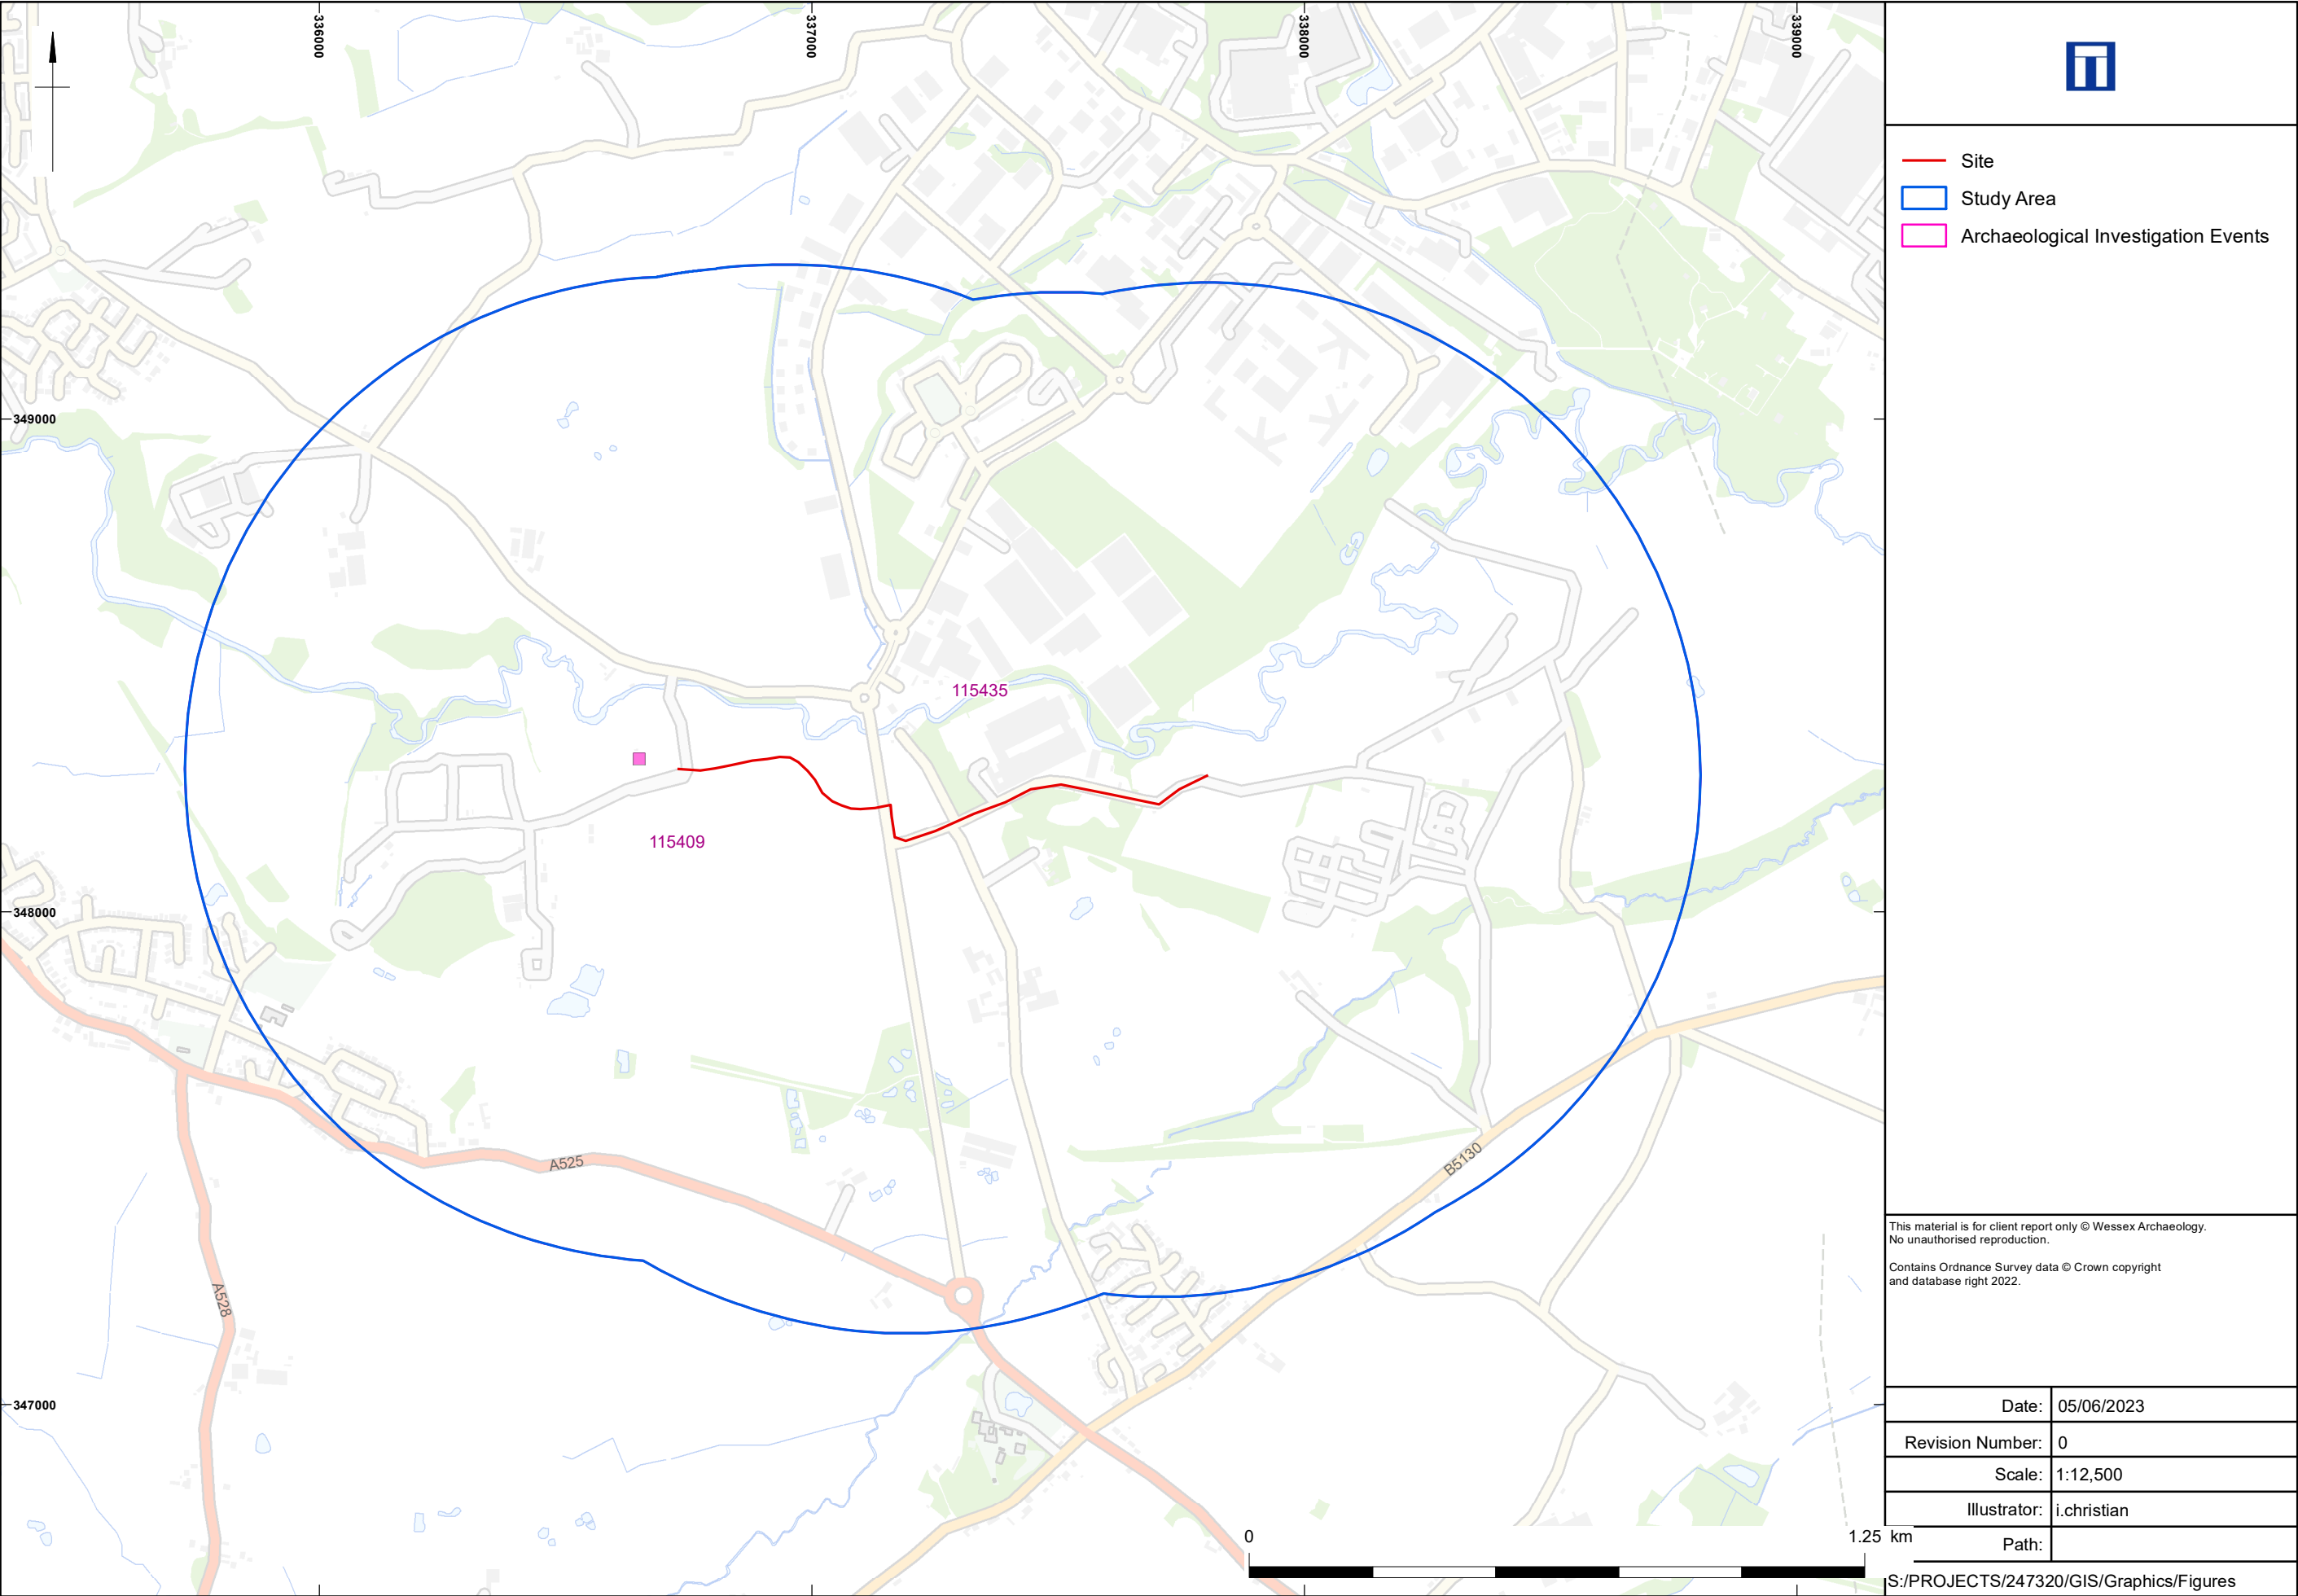 336000
337000
338000
339000
349000
348000
347000
115435
115409
A525
A528
B5130
0
1.25 km
Site
Study Area
Archaeological Investigation Events
This material is for client report only © Wessex Archaeology.
No unauthorised reproduction.
Contains Ordnance Survey data © Crown copyright
and database right 2022.
Date: 05/06/2023
Revision Number: 0
Scale: 1:12,500
Illustrator: i.christian
Path:
S:/PROJECTS/247320/GIS/Graphics/Figures